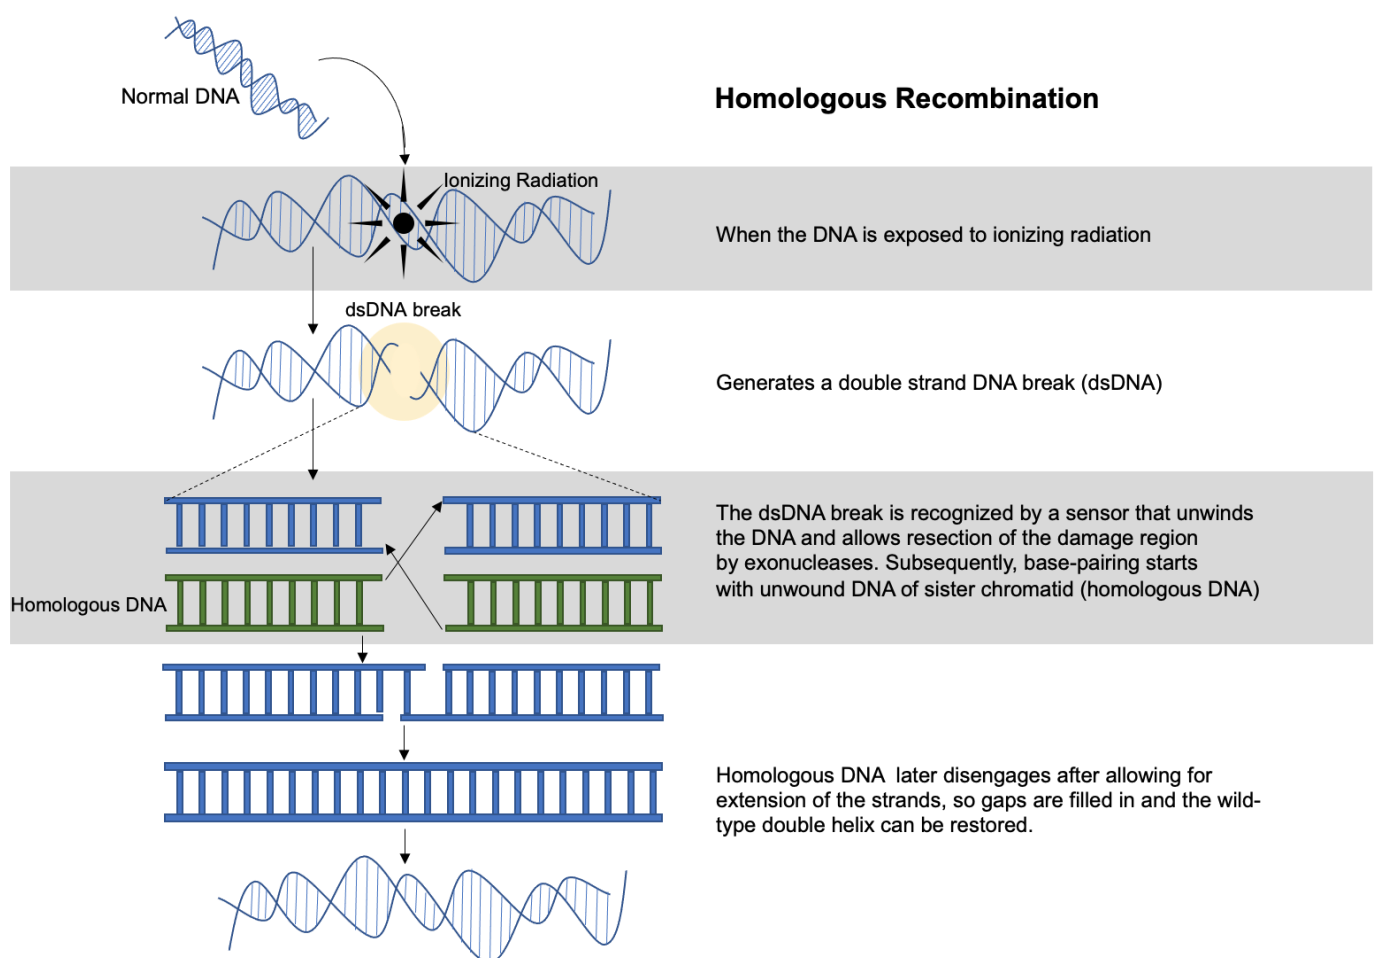 Normal DNA
Homologous Recombination
Ionizing Radiation
When the DNA is exposed to ionizing radiation
dsDNA break
Generates a double strand DNA break (dsDNA)
The dsDNA break is recognized by a sensor that unwinds
the DNA and allows resection of the damage region
by exonucleases. Subsequently, base-pairing starts
with unwound DNA of sister chromatid (homologous DNA)
Homologous DNA
Homologous DNA  later disengages after allowing for
extension of the strands, so gaps are filled in and the wild-
type double helix can be restored.